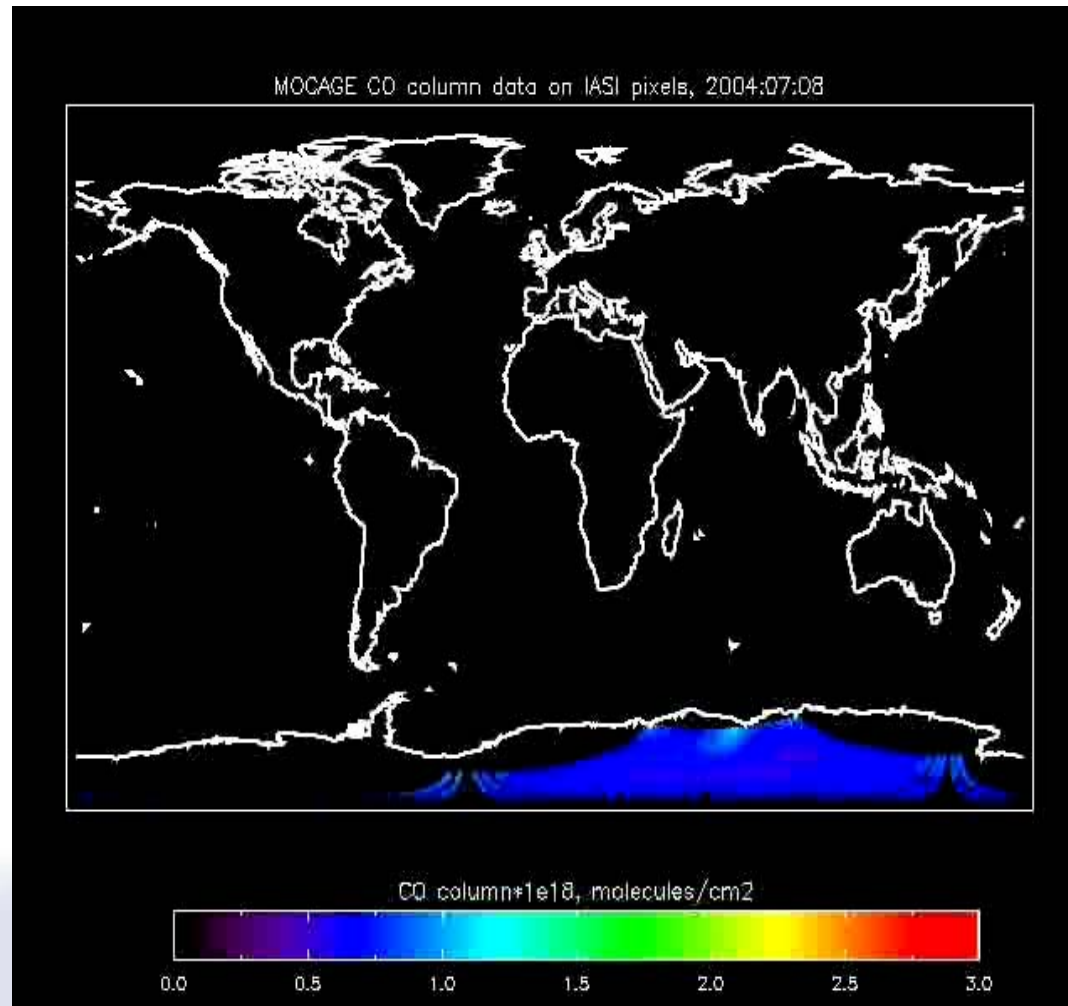 MOCAGE CO column data on IASI pixels, 2004:07:08
CO column*1e18, molecules/cm2
0.0 0.5 1.0 1.5 2.0 2.5 3.0